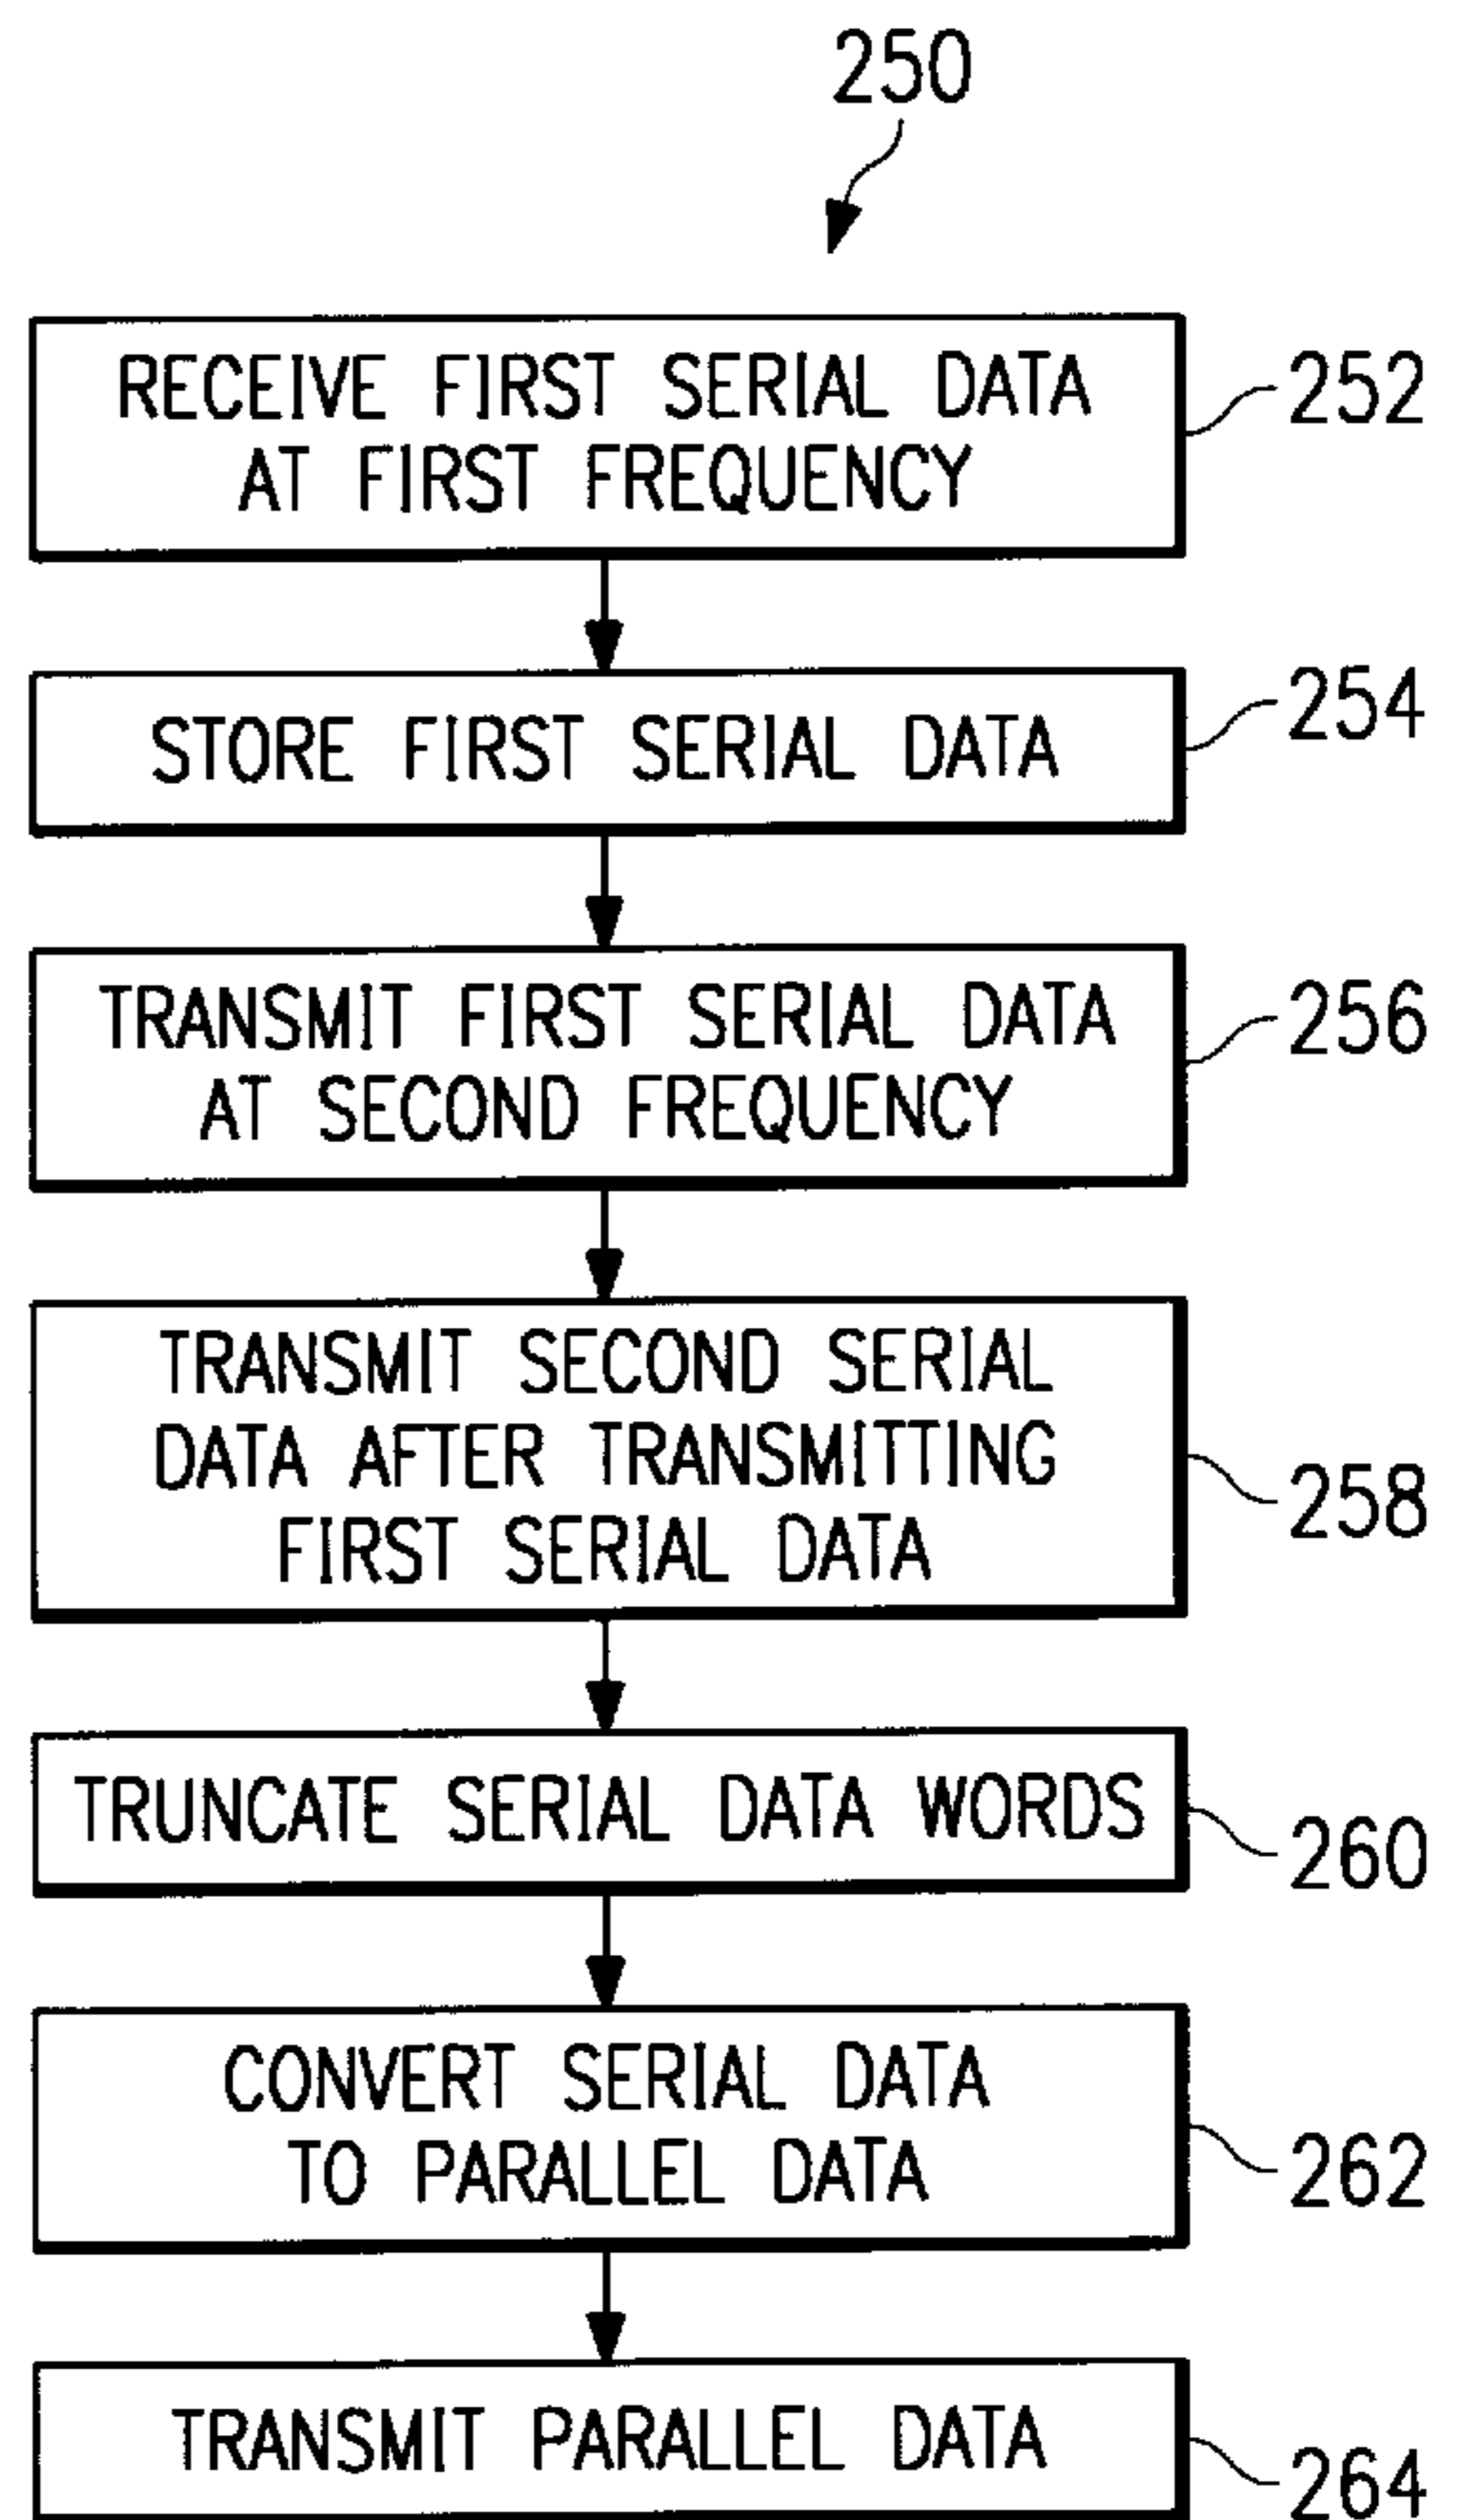 250
RECEIVE FIRST SERIAL DATA
AT FIRST FREQUENCY
252
STORE FIRST SERIAL DATA
254
TRANSMIT FIRST SERIAL DATA
AT SECOND FREQUENCY
256
TRANSMIT SECOND SERIAL
DATA AFTER TRANSMITTING
FIRST SERIAL DATA
258
TRUNCATE SERIAL DATA WORDS
260
CONVERT SERIAL DATA
TO PARALLEL DATA
262
TRANSMIT PARALLEL DATA
264